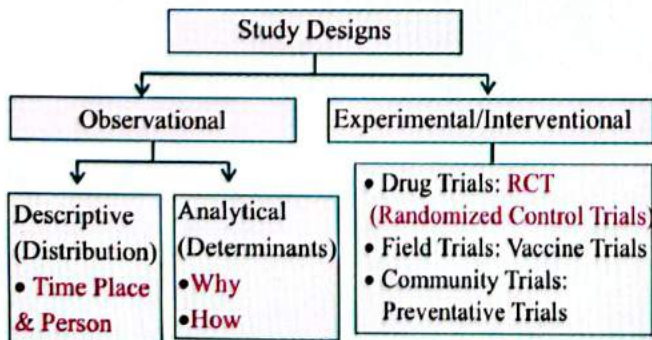 Study Designs
Observational
Experimental/Interventional
Descriptive
(Distribution)
• Time Place
& Person
Analytical
(Determinants)
•Why
•How
• Drug Trials: RCT
(Randomized Control Trials)
• Field Trials: Vaccine Trials
• Community Trials:
Preventative Trials